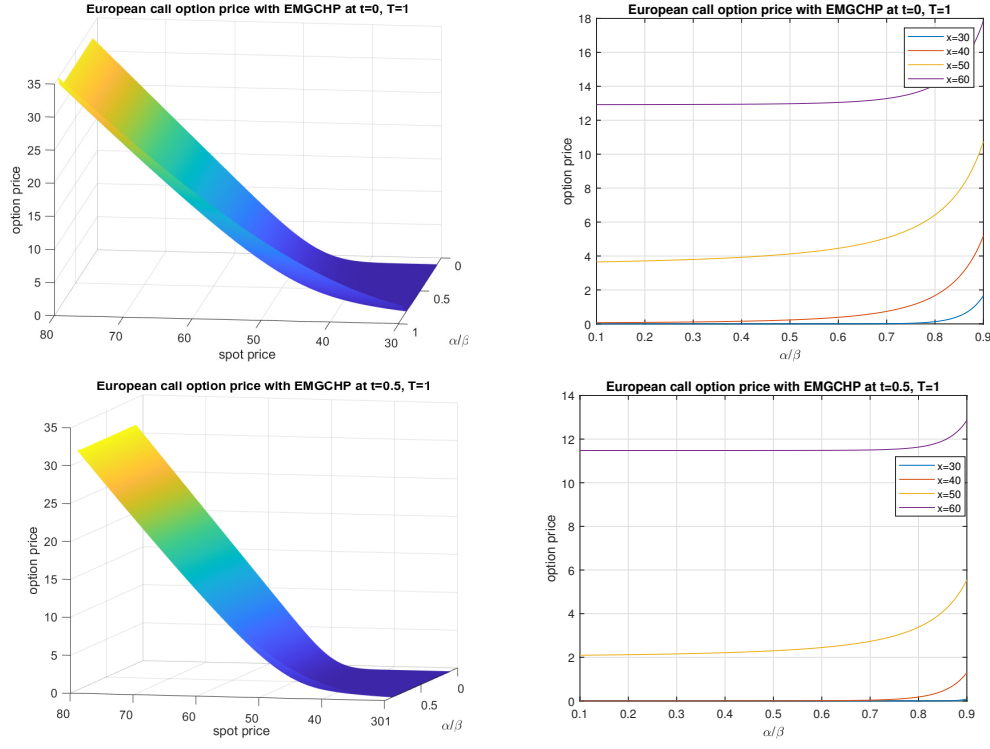 European call option price with EMGCHP at t=0, T=1
35
30
25
20
15
10
5
0
option price
80
70
60
50
40
30
spot price
0
0.5
1
α/β
European call option price with EMGCHP at t=0, T=1
18
16
14
12
10
8
6
4
2
0
option price
x=30
x=40
x=50
x=60
0.1 0.2 0.3 0.4 0.5 0.6 0.7 0.8 0.9
α/β
European call option price with EMGCHP at t=0.5, T=1
35
30
25
20
15
10
5
0
option price
80
70
60
50
40
301
spot price
0
0.5
α/β
European call option price with EMGCHP at t=0.5, T=1
14
12
10
8
6
4
2
0
option price
x=30
x=40
x=50
x=60
0.1 0.2 0.3 0.4 0.5 0.6 0.7 0.8 0.9
α/β